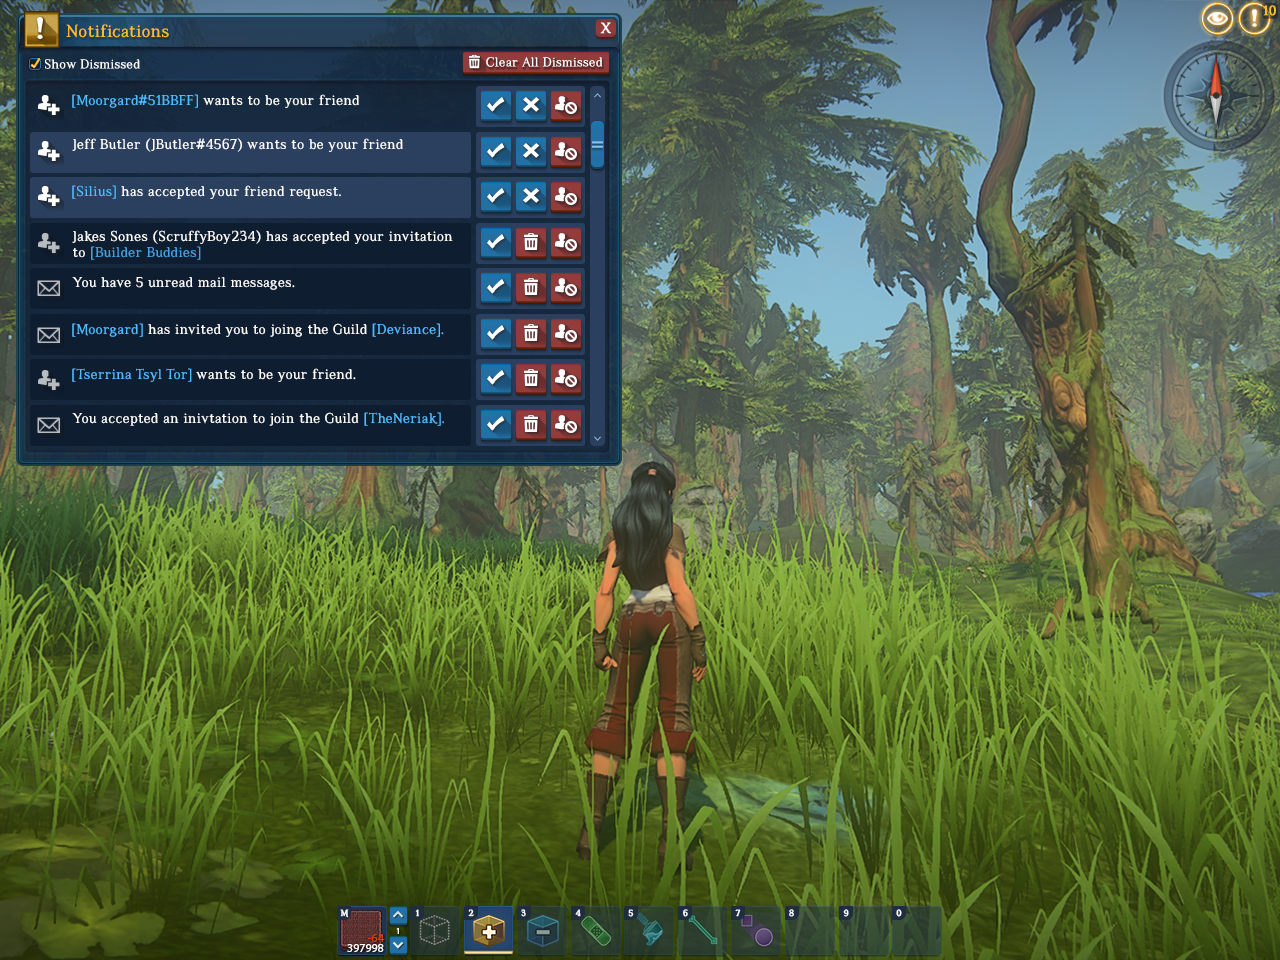 Notifications
X
10
Show Dismissed
Clear All Dismissed
[Moorgard#51BBFF] wants to be your friend
Jeff Butler (JButler#4567) wants to be your friend
[Silius] has accepted your friend request.
Jakes Sones (ScruffyBoy234) has accepted your invitation
to [Builder Buddies]
You have 5 unread mail messages.
[Moorgard] has invited you to joing the Guild [Deviance].
[Tserrina Tsyl Tor] wants to be your friend.
You accepted an inivtation to join the Guild [TheNeriak].
M
1
2
3
4
5
6
7
8
9
0
1
-64
397998